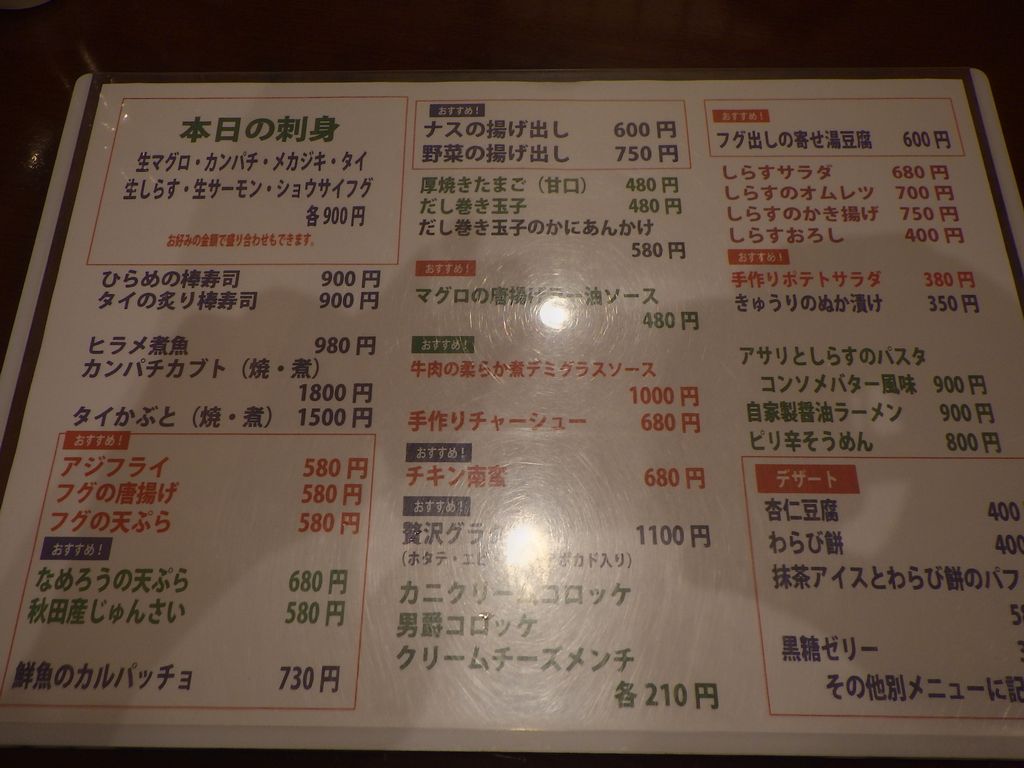 本日の刺身
生マグロ・カンパチ・メカジキ・タイ
生しらす・生サーモン・ショウサイフグ
各900円
お好みの金額で盛り合わせもできます。
ひらめの棒寿司 900円
タイの炙り棒寿司 900円
ヒラメ煮魚 980円
カンパチカブト（焼・煮）
1800円
タイかぶと（焼・煮） 1500円
おすすめ！
アジフライ 580円
フグの唐揚げ 580円
フグの天ぷら 580円
おすすめ！
なめろうの天ぷら 680円
秋田産じゅんさい 580円
鮮魚のカルパッチョ 730円
おすすめ！
ナスの揚げ出し 600円
野菜の揚げ出し 750円
厚焼きたまご（甘口） 480円
だし巻き玉子 480円
だし巻き玉子のかにあんかけ
580円
おすすめ！
マグロの唐揚げ ー油ソース
480円
おすすめ！
牛肉の柔らか煮デミグラスソース
1000円
手作りチャーシュー 680円
おすすめ！
チキン南蛮 680円
おすすめ！
贅沢グラ 1100円
(ホタテ・エビ ボカド入り)
カニクリームコロッケ
男爵コロッケ
クリームチーズメンチ
各210円
おすすめ！
フグ出しの寄せ湯豆腐 600円
しらすサラダ 680円
しらすのオムレツ 700円
しらすのかき揚げ 750円
しらすおろし 400円
おすすめ！
手作りポテトサラダ 380円
きゅうりのぬか漬け 350円
アサリとしらすのパスタ
コンソメバター風味 900円
自家製醤油ラーメン 900円
ピリ辛そうめん 800円
デザート
杏仁豆腐 400
わらび餅 400
抹茶アイスとわらび餅のパフ
5
黒糖ゼリー 3
その他別メニューに記